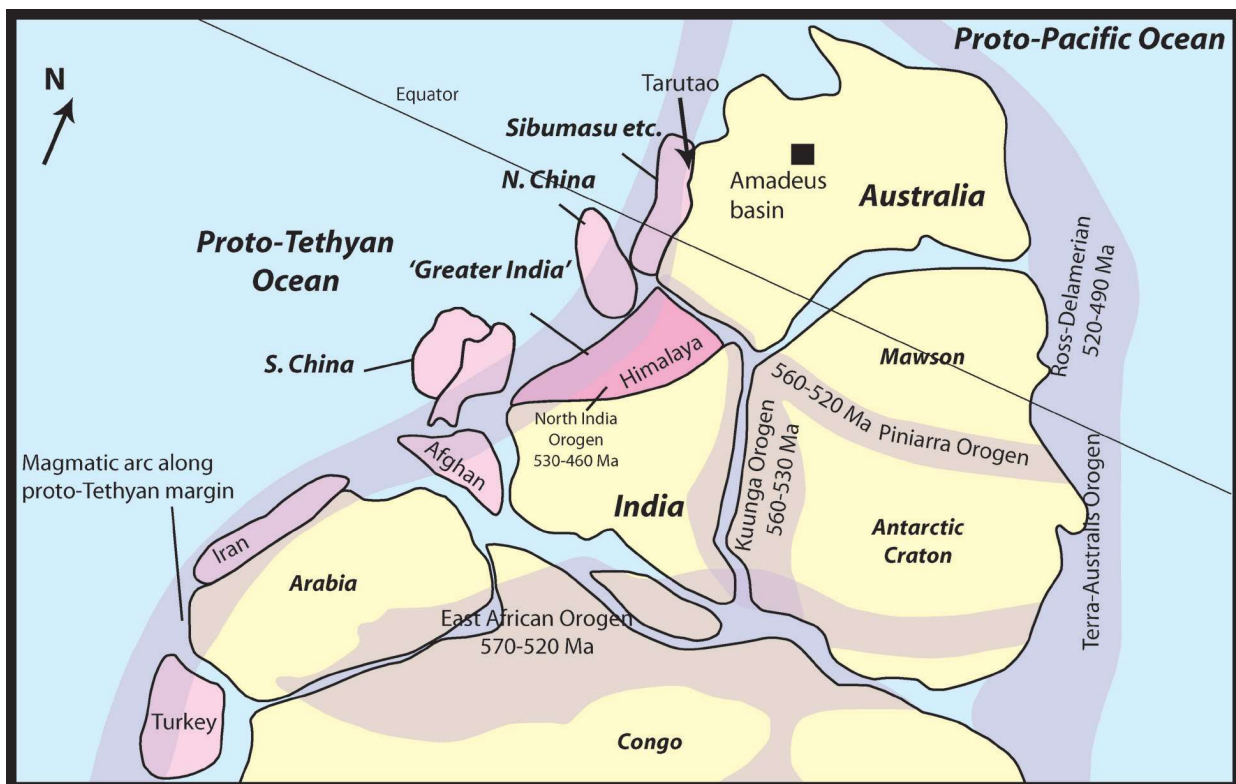 Proto-Pacific Ocean
N
Equator
Tarutao
Sibumasu etc.
N. China
Amadeus
basin
Australia
Proto-Tethyan
Ocean
'Greater India'
S. China
Himalaya
Mawson
Ross-Delamerian
520-490 Ma
North India
Orogen
530-460 Ma
560-520 Ma Piniarra Orogen
Magmatic arc along
proto-Tethyan margin
Afghan
India
Kuunga Orogen
560-530 Ma
Antarctic
Craton
Terra-Australis Orogen
Iran
Arabia
East African Orogen
570-520 Ma
Turkey
Congo